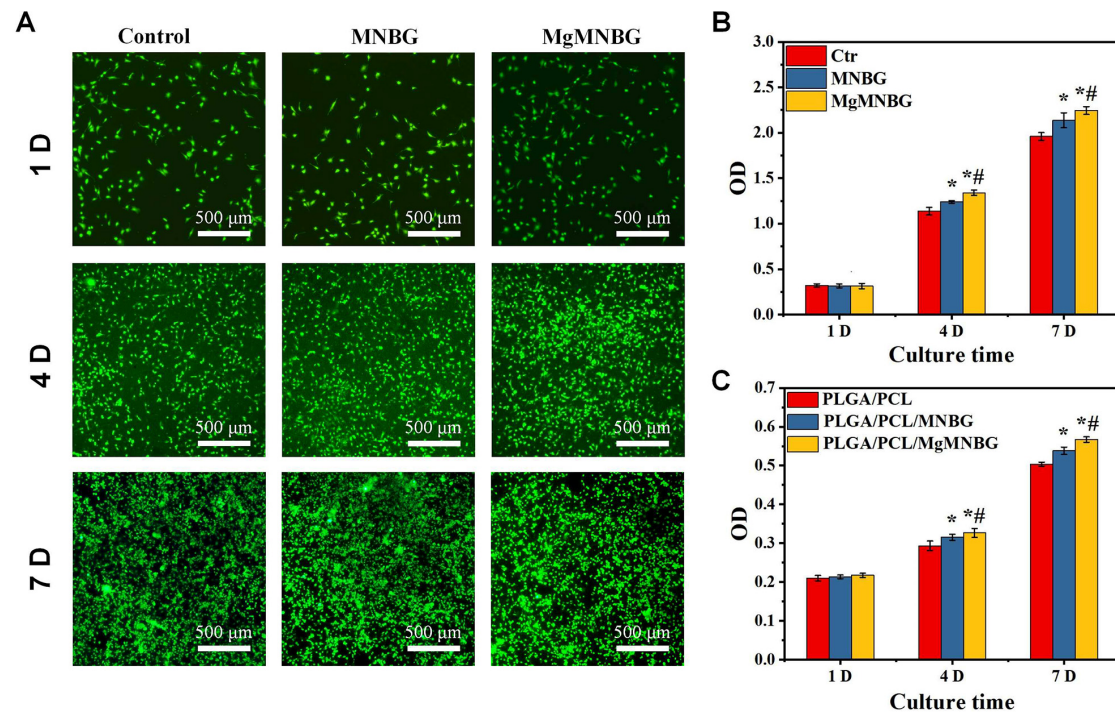 A
Control MNBG MgMNBG
1 D
500 μm 500 μm 500 μm
4 D
500 μm 500 μm 500 μm
7 D
500 μm 500 μm 500 μm
B
3.0
2.5
2.0
1.5
1.0
0.5
0.0
OD
Ctr
MNBG
MgMNBG
* *#
* *#
1 D 4 D 7 D
Culture time
C
0.7
0.6
0.5
0.4
0.3
0.2
0.1
0.0
OD
PLGA/PCL
PLGA/PCL/MNBG
PLGA/PCL/MgMNBG
* *#
* *#
1 D 4 D 7 D
Culture time